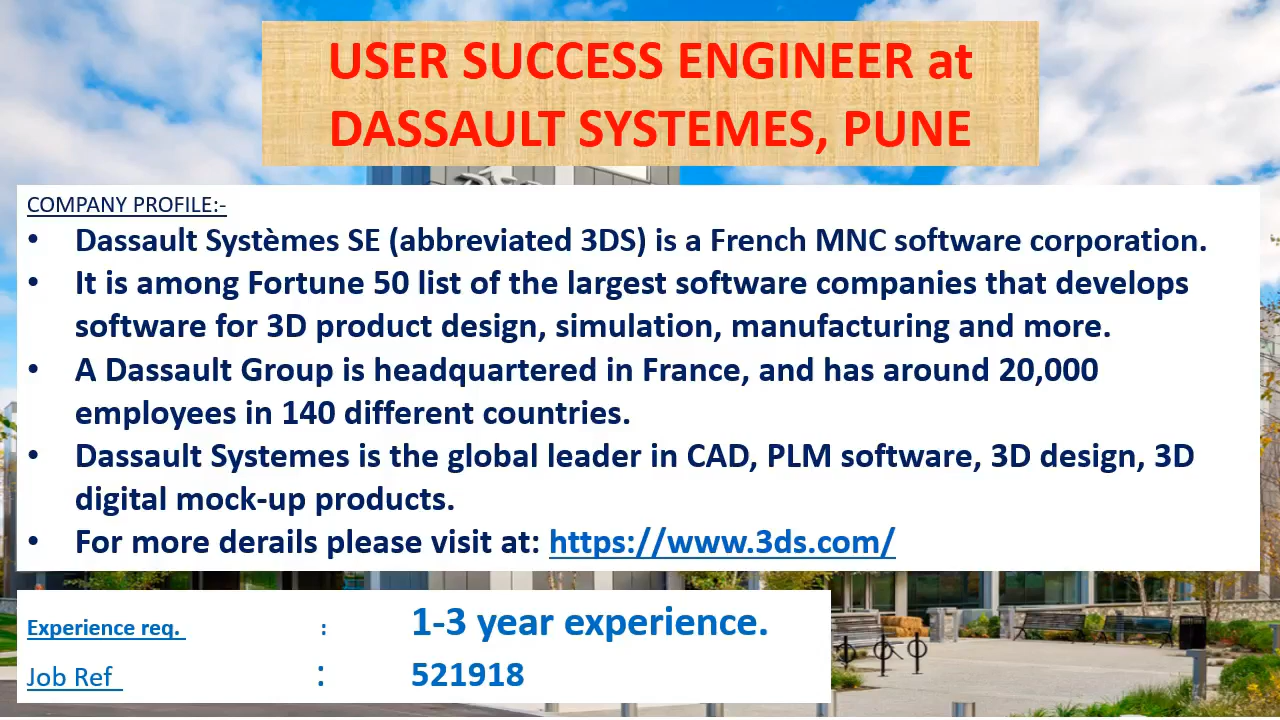 USER SUCCESS ENGINEER at
DASSAULT SYSTEMES, PUNE
COMPANY PROFILE:-
• Dassault Systèmes SE (abbreviated 3DS) is a French MNC software corporation.
• It is among Fortune 50 list of the largest software companies that develops
software for 3D product design, simulation, manufacturing and more.
• A Dassault Group is headquartered in France, and has around 20,000
employees in 140 different countries.
• Dassault Systemes is the global leader in CAD, PLM software, 3D design, 3D
digital mock-up products.
• For more derails please visit at: https://www.3ds.com/
Experience req. : 1-3 year experience.
Job Ref : 521918